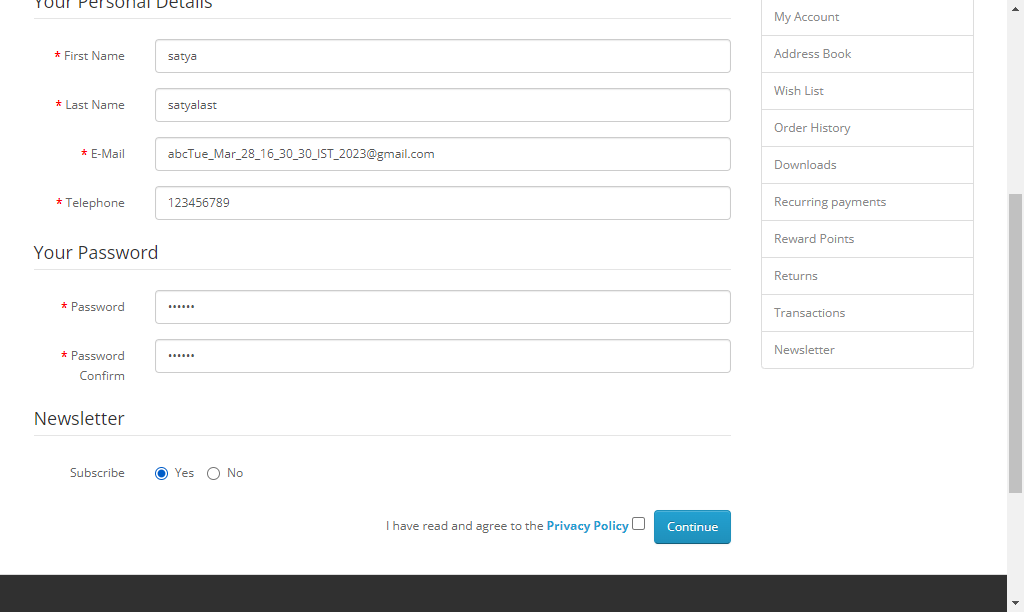 Your Personal Details
* First Name
satya
* Last Name
satyalast
* E-Mail
abcTue_Mar_28_16_30_30_IST_2023@gmail.com
* Telephone
123456789
Your Password
* Password
••••••
* Password
Confirm
••••••
Newsletter
Subscribe
Yes
No
I have read and agree to the Privacy Policy
Continue
My Account
Address Book
Wish List
Order History
Downloads
Recurring payments
Reward Points
Returns
Transactions
Newsletter